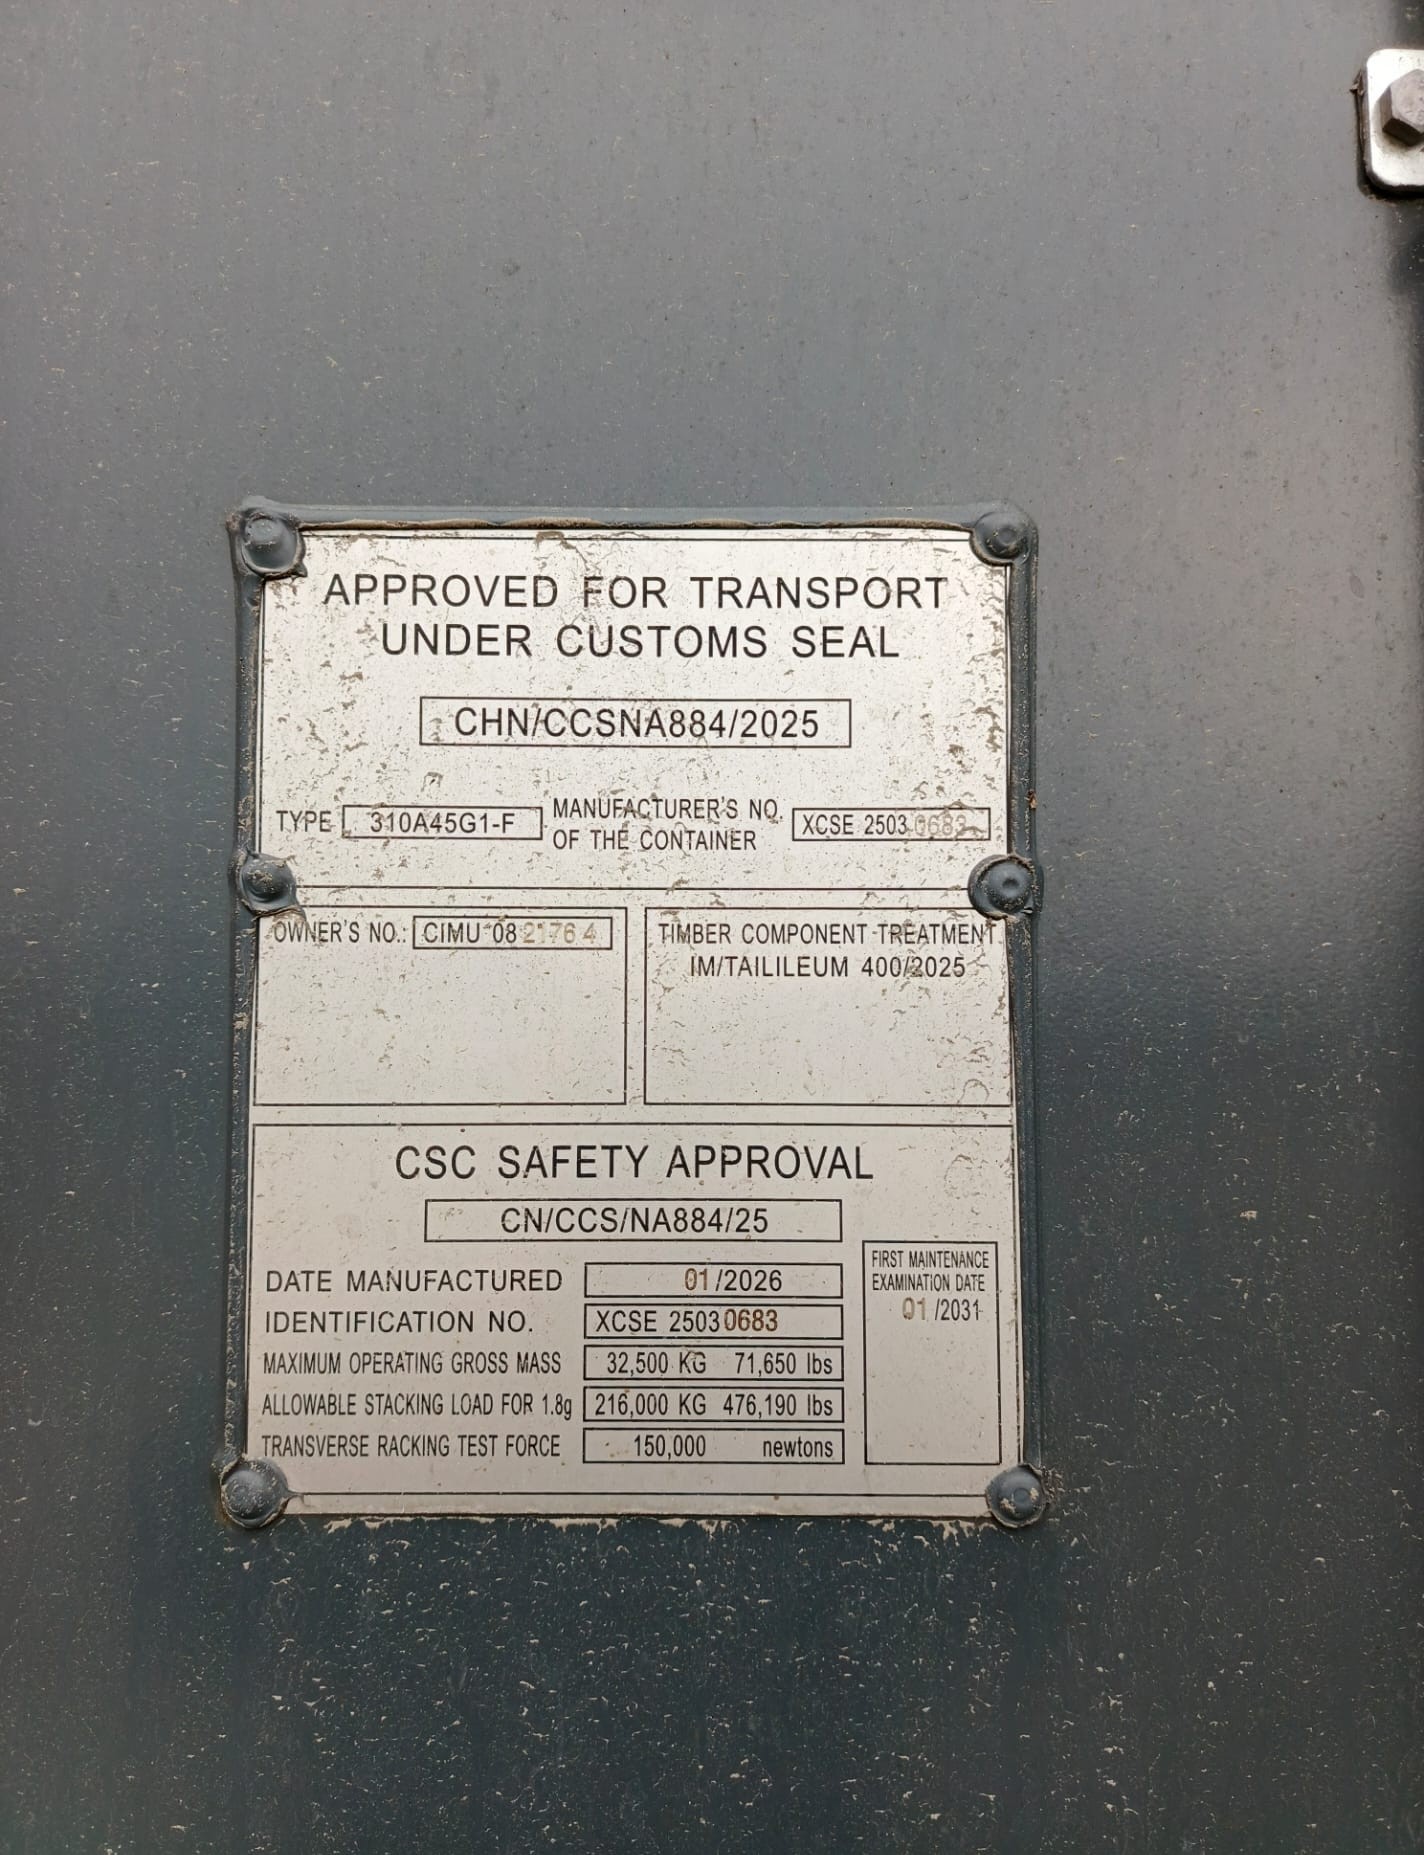 APPROVED FOR TRANSPORT
UNDER CUSTOMS SEAL
CHN/CCSNA884/2025
TYPE 310A45G1-F MANUFACTURER'S NO. OF THE CONTAINER XCSE 25030683
OWNER'S NO.: CIMU 08 2176 4
TIMBER COMPONENT TREATMENT
IM/TAILILEUM 400/2025
CSC SAFETY APPROVAL
CN/CCS/NA884/25
DATE MANUFACTURED 01/2026
IDENTIFICATION NO. XCSE 25030683
MAXIMUM OPERATING GROSS MASS 32,500 KG 71,650 lbs
ALLOWABLE STACKING LOAD FOR 1.8g 216,000 KG 476,190 lbs
TRANSVERSE RACKING TEST FORCE 150,000 newtons
FIRST MAINTENANCE
EXAMINATION DATE
01/2031